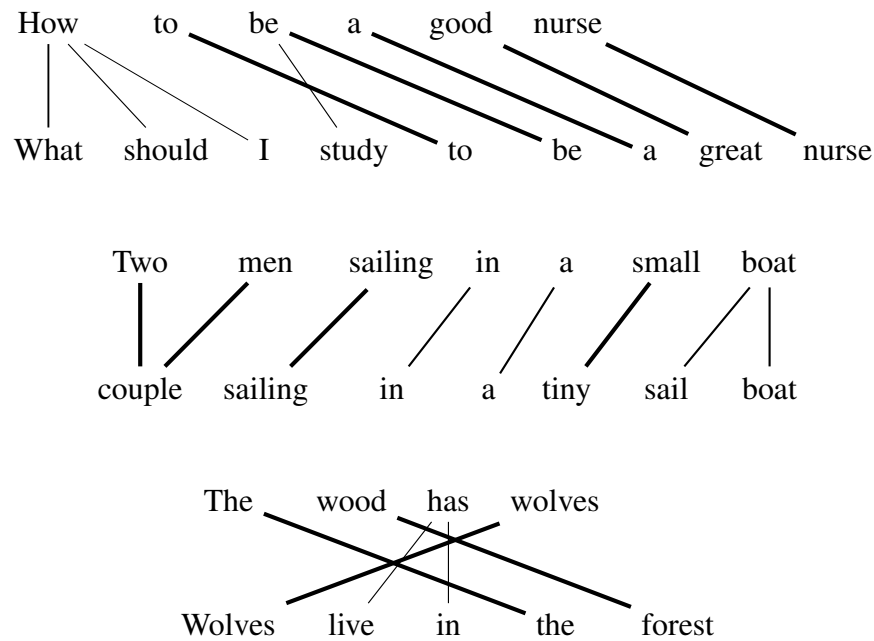 How to be a good nurse
What should I study to be a great nurse
Two men sailing in a small boat
couple sailing in a tiny sail boat
The wood has wolves
Wolves live in the forest